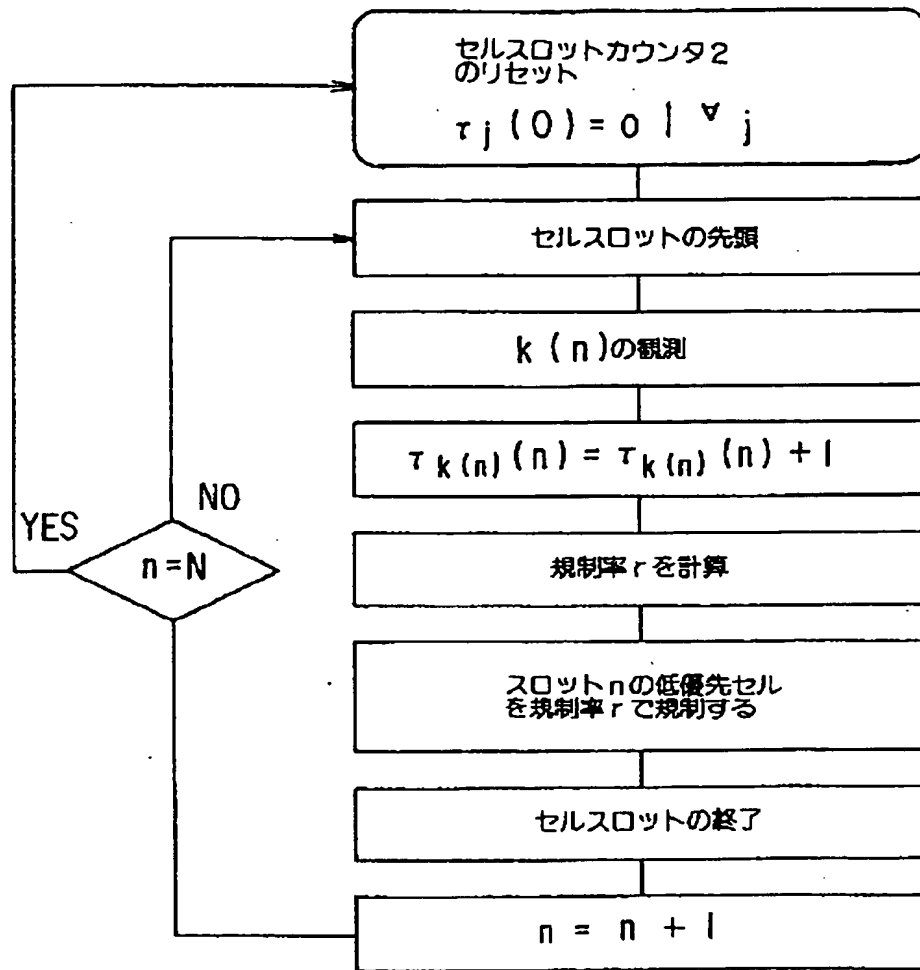 セルスロットカウンタ2
のリセット
τj(0)=0 | ∀j
セルスロットの先頭
k(n)の観測
τk(n)(n)=τk(n)(n)+1
NO
YES
n=N
規制率rを計算
スロットnの低優先セル
を規制率rで規制する
セルスロットの終了
n = n + 1